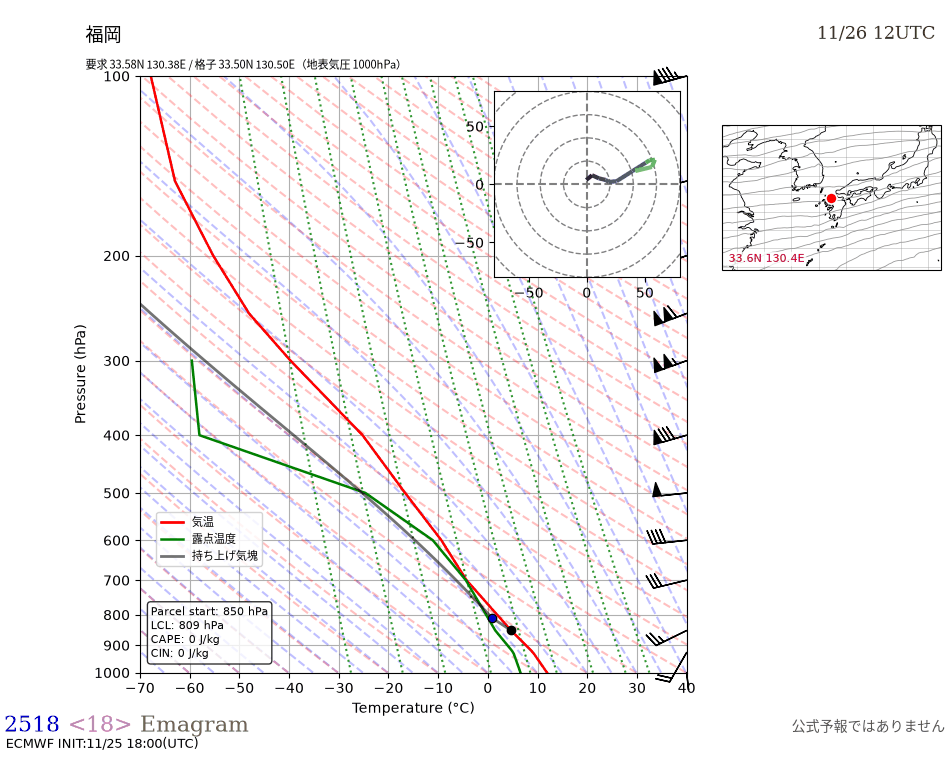 福岡
11/26 12UTC
要求 33.58N 130.38E / 格子 33.50N 130.50E（地表気圧 1000hPa）
100
200
300
400
500
600
700
800
900
1000
Pressure (hPa)
50
0
−50
−50 0 50
33.6N 130.4E
気温
露点温度
持ち上げ気塊
Parcel start: 850 hPa
LCL: 809 hPa
CAPE: 0 J/kg
CIN: 0 J/kg
−70 −60 −50 −40 −30 −20 −10 0 10 20 30 40
Temperature (°C)
2518 <18> Emagram
公式予報ではありません
ECMWF INIT:11/25 18:00(UTC)